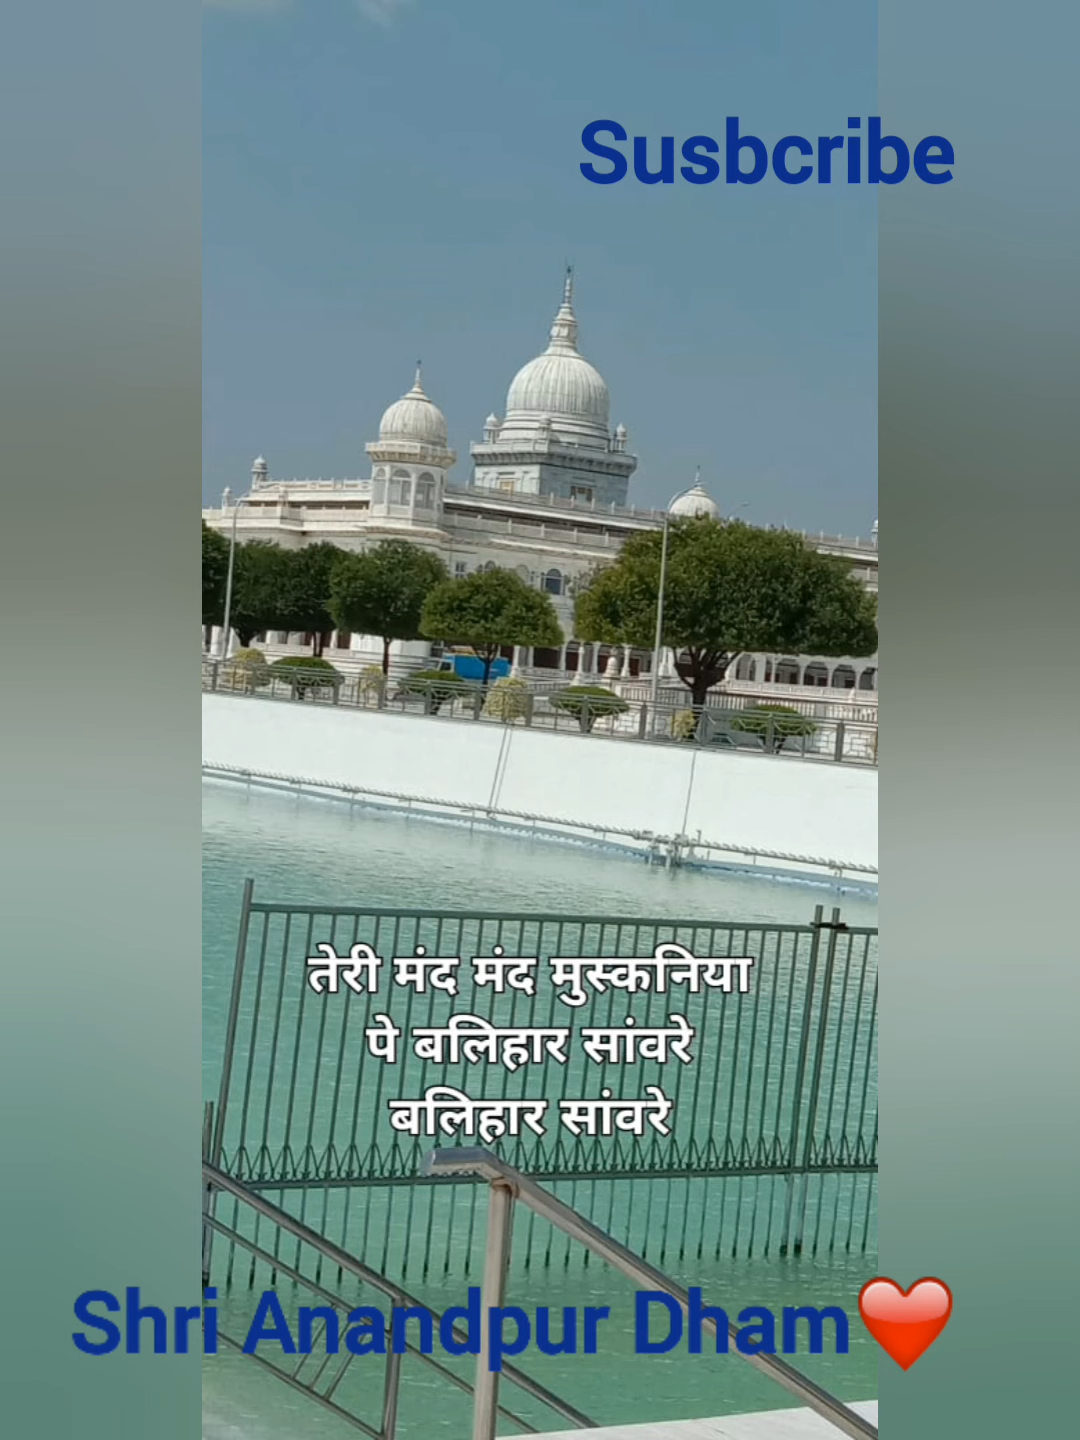 Susbcribe
तेरी मंद मंद मुस्कनिया
पे बलिहार सांवरे
बलिहार सांवरे
Shri Anandpur Dham❤️